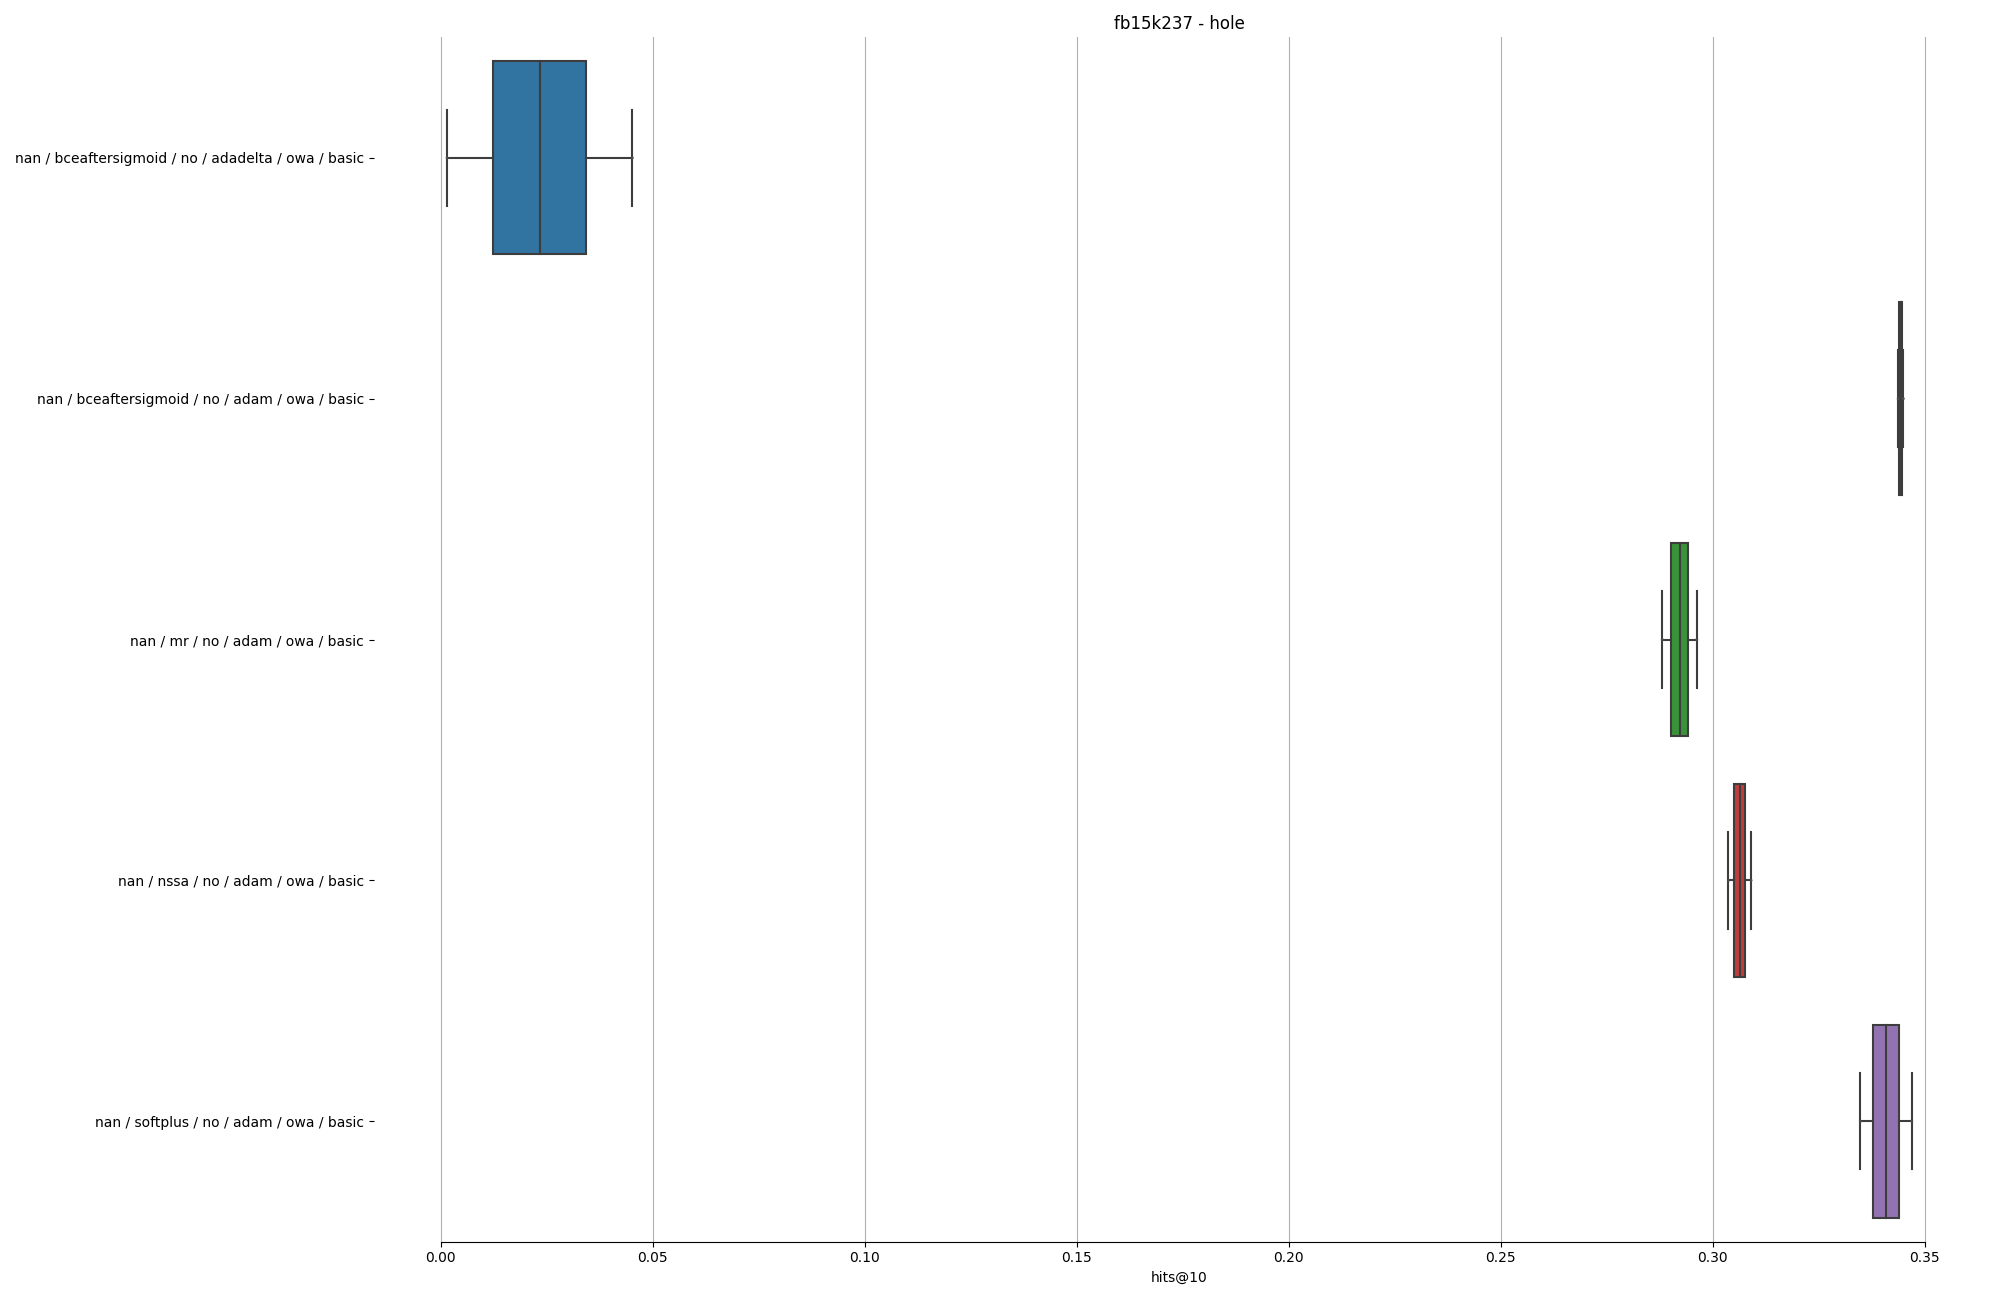 fb15k237 - hole
nan / bceaftersigmoid / no / adadelta / owa / basic
nan / bceaftersigmoid / no / adam / owa / basic
nan / mr / no / adam / owa / basic
nan / nssa / no / adam / owa / basic
nan / softplus / no / adam / owa / basic
0.00 0.05 0.10 0.15 0.20 0.25 0.30 0.35
hits@10